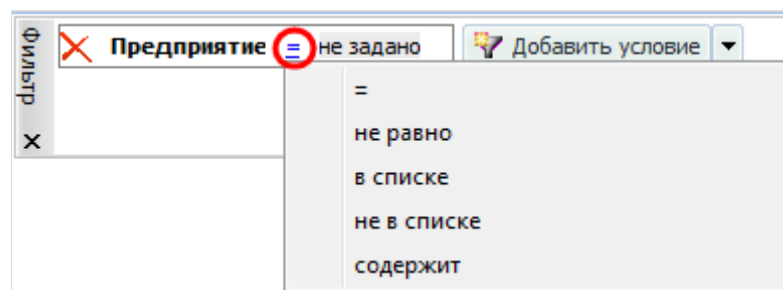 Фильтр
Предприятие = не задано Добавить условие
=
не равно
в списке
не в списке
содержит